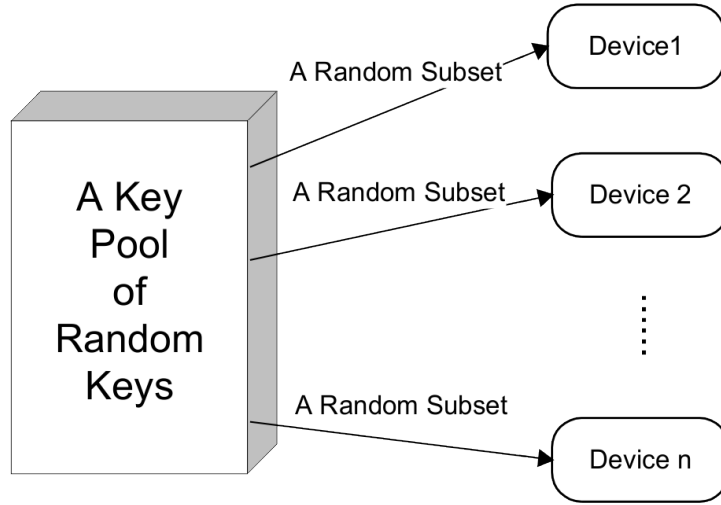 A Key
Pool
of
Random
Keys
A Random Subset
Device1
A Random Subset
Device 2
A Random Subset
Device n